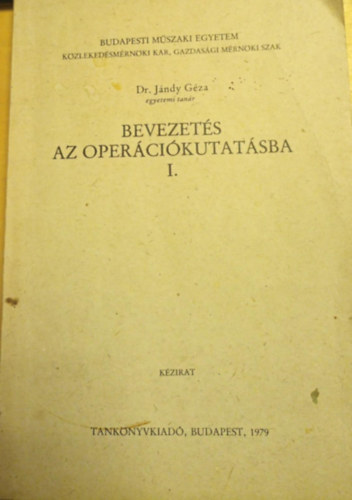 BUDAPESTI MŰSZAKI EGYETEM
KÖZLEKEDÉSMÉRNÖKI KAR, GAZDASÁGI MÉRNÖKI SZAK
Dr. Jándy Géza
egyetemi tanár
BEVEZETÉS
AZ OPERÁCIÓKUTATÁSBA
I.
KÉZIRAT
TANKÖNYVKIADÓ, BUDAPEST, 1979